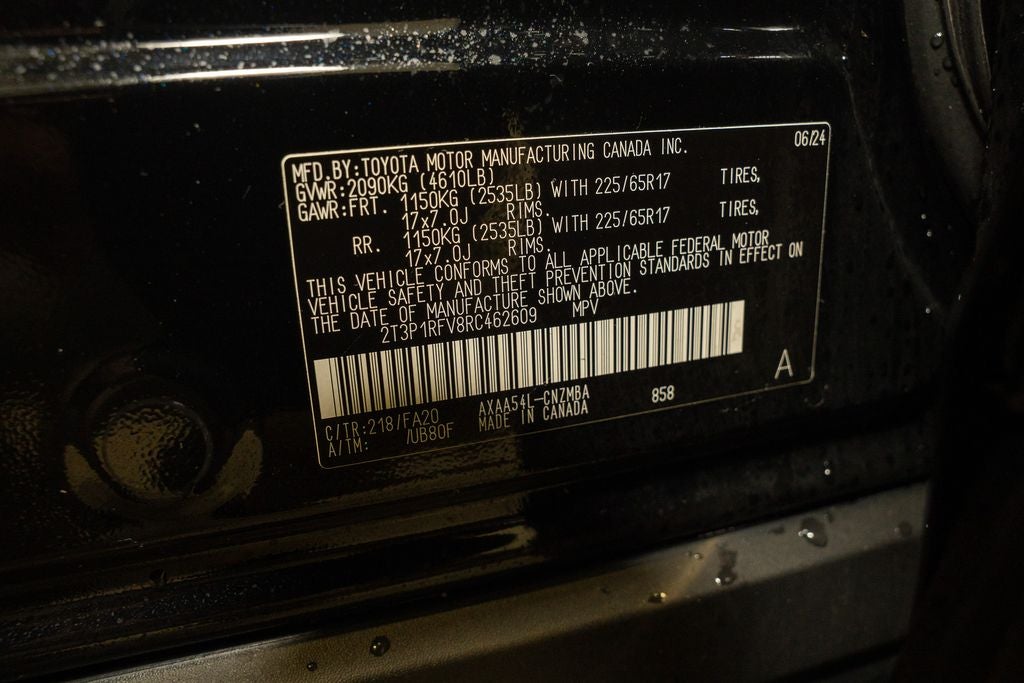 06/24
MFD.BY:TOYOTA MOTOR MANUFACTURING CANADA INC.
GVWR:2090KG (4610LB)
GAWR:FRT. 1150KG (2535LB) WITH 225/65R17 TIRES,
17x7.0J RIMS.
RR. 1150KG (2535LB) WITH 225/65R17 TIRES,
17x7.0J RIMS.
THIS VEHICLE CONFORMS TO ALL APPLICABLE FEDERAL MOTOR
VEHICLE SAFETY AND THEFT PREVENTION STANDARDS IN EFFECT ON
THE DATE OF MANUFACTURE SHOWN ABOVE.
2T3P1RFV8RC462609 MPV
A
C/TR:218/FA20 AXAA54L-CNZMBA 858
A/TM: /UB80F MADE IN CANADA